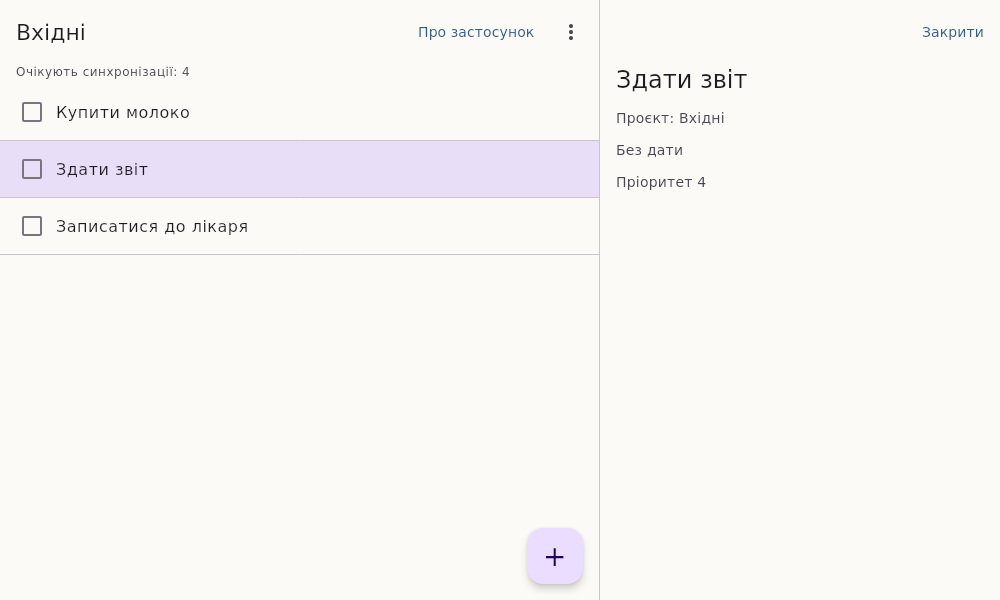 Вхідні
Про застосунок
Очікують синхронізації: 4
Купити молоко
Здати звіт
Записатися до лікаря
+
Закрити
Здати звіт
Проєкт: Вхідні
Без дати
Пріоритет 4